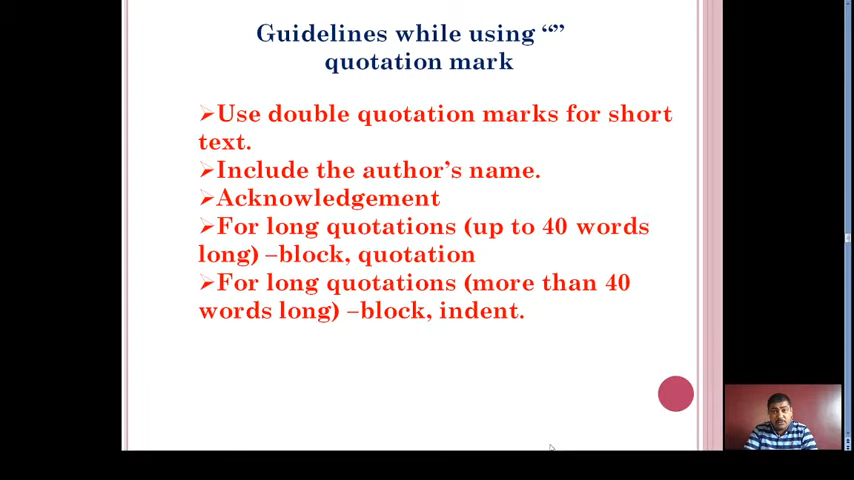 Guidelines while using “”
quotation mark
➢Use double quotation marks for short
text.
➢Include the author’s name.
➢Acknowledgement
➢For long quotations (up to 40 words
long) –block, quotation
➢For long quotations (more than 40
words long) –block, indent.